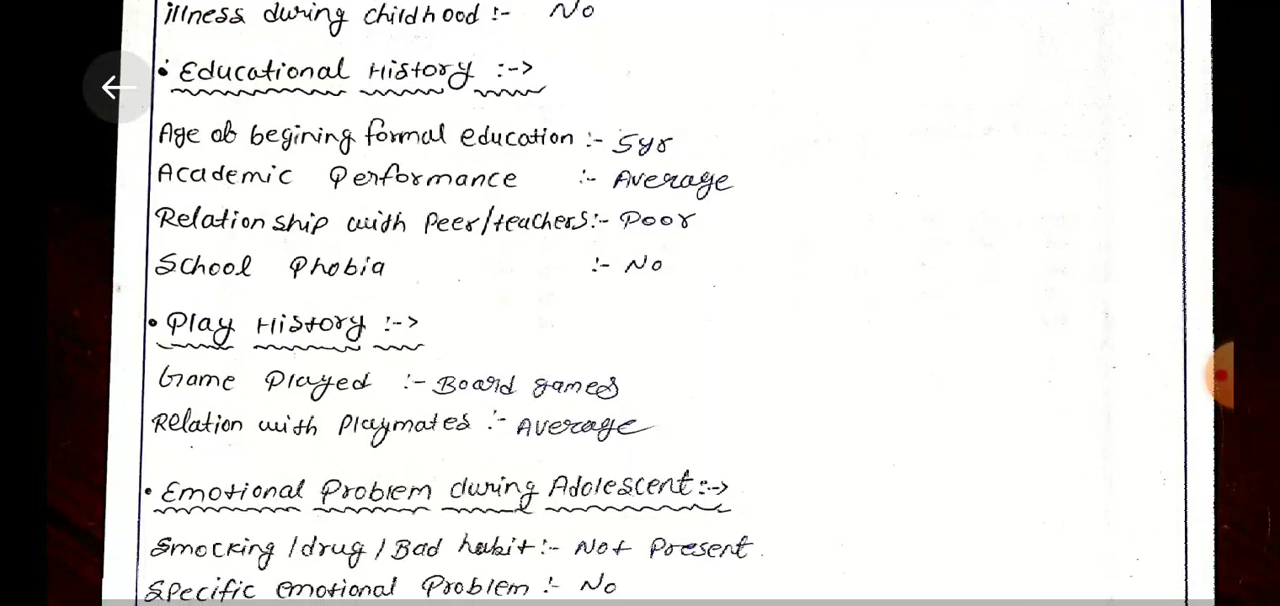 illness during childhood :- No
• Educational History :->
Age of begining formal education :- 5yr
Academic Performance :- Average
Relationship with Peer/teachers:- Poor
School Phobia :- No
• Play History :->
Game Played :- Board games
Relation with Playmates :- Average
• Emotional Problem during Adolescent:->
Smocking /drug / Bad habit:- Not Present.
Specific emotional Problem :- No